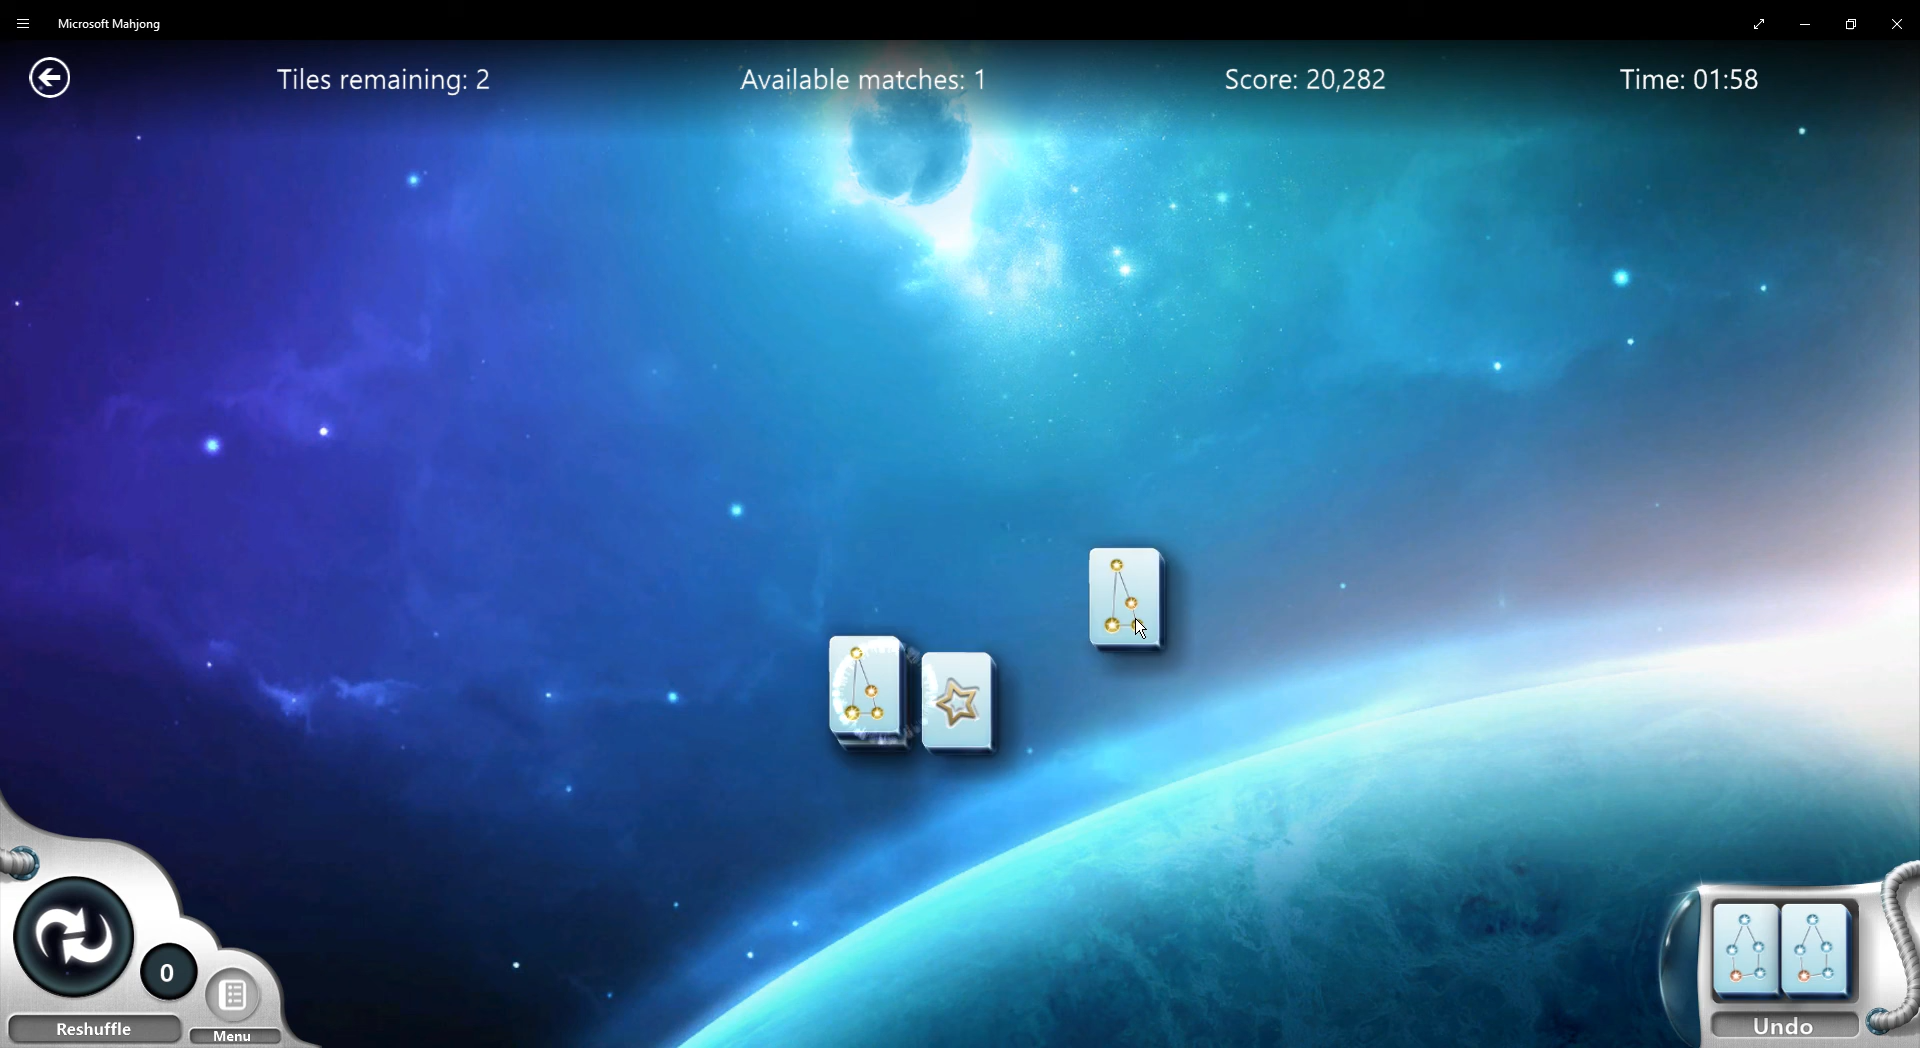 Microsoft Mahjong
Tiles remaining: 2
Available matches: 1
Score: 20,282
Time: 01:58
0
Reshuffle
Menu
Undo